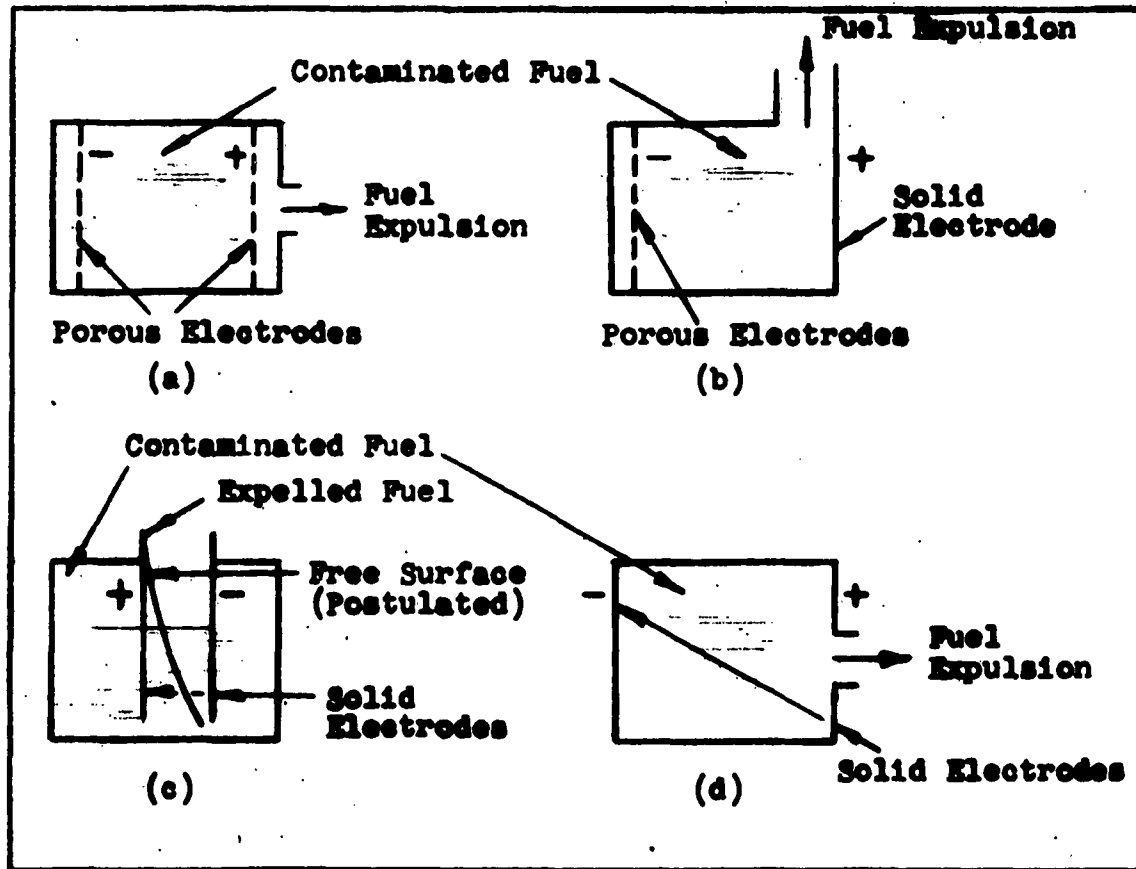 Fuel Expulsion
Contaminated Fuel
- +
Fuel
Expulsion
Porous Electrodes
(a)
- +
Solid
Electrode
Porous Electrodes
(b)
Contaminated Fuel
Expelled Fuel
+ -
Free Surface
(Postulated)
Solid
Electrodes
(c)
- +
Fuel
Expulsion
Solid Electrodes
(d)